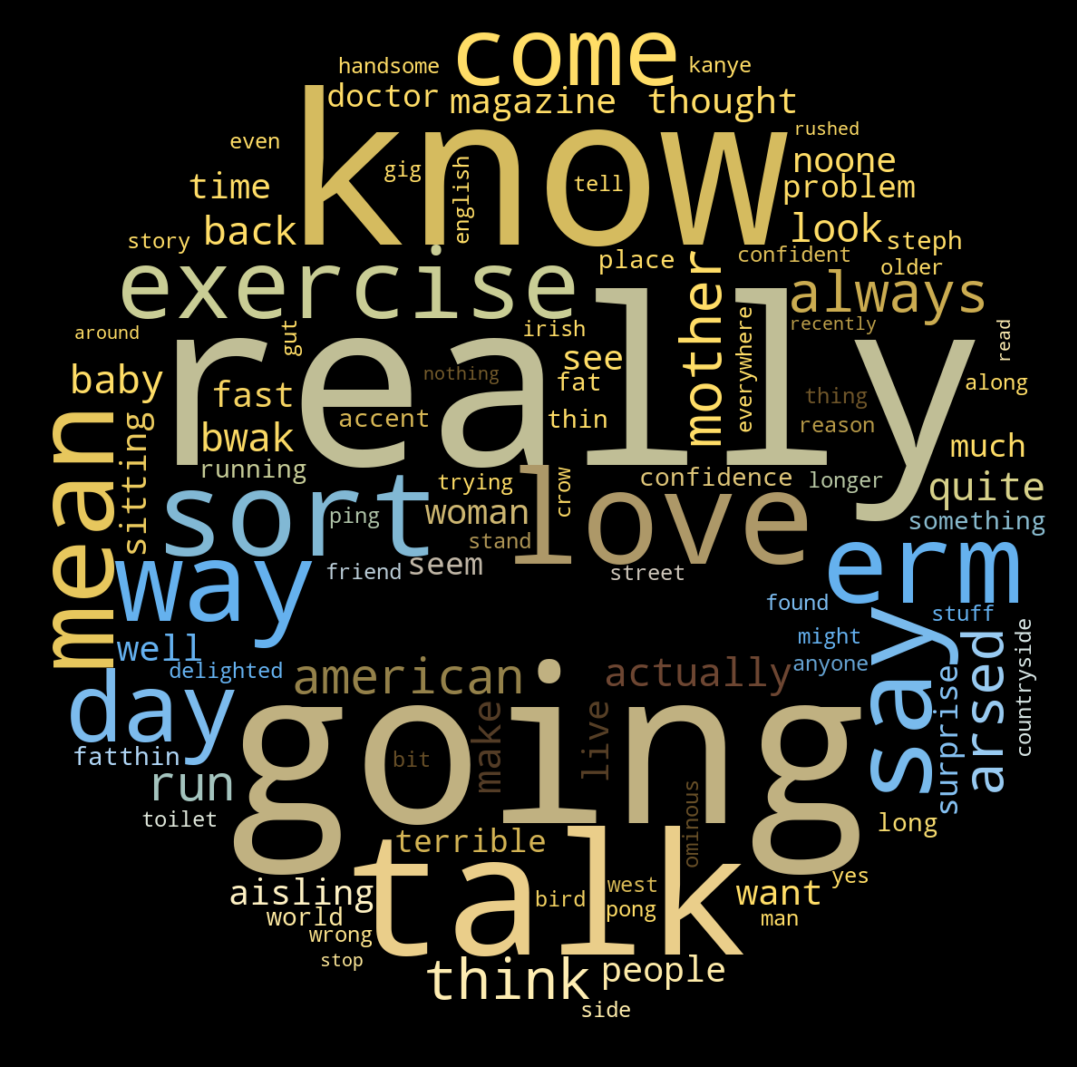 come
handsome
kanye
doctor
magazine
thought
know
rushed
even
gig
english
tell
noone
time
problem
back
look
story
steph
place
confident
exercise
older
mother
always
really
around
gut
irish
everywhere
recently
read
see
baby
fast
nothing
fat
thing
along
mean
sitting
accent
thin
reason
bwak
much
running
sort
trying
crow
love
confidence
longer
quite
ping
woman
something
stand
way
friend
seem
street
erm
found
say
stuff
well
might
arsed
countryside
delighted
american
actually
anyone
surprise
day
going
make
live
fatthin
bit
run
ominous
toilet
long
terrible
talk
aisling
bird
west
want
yes
world
pong
man
wrong
stop
think
people
side